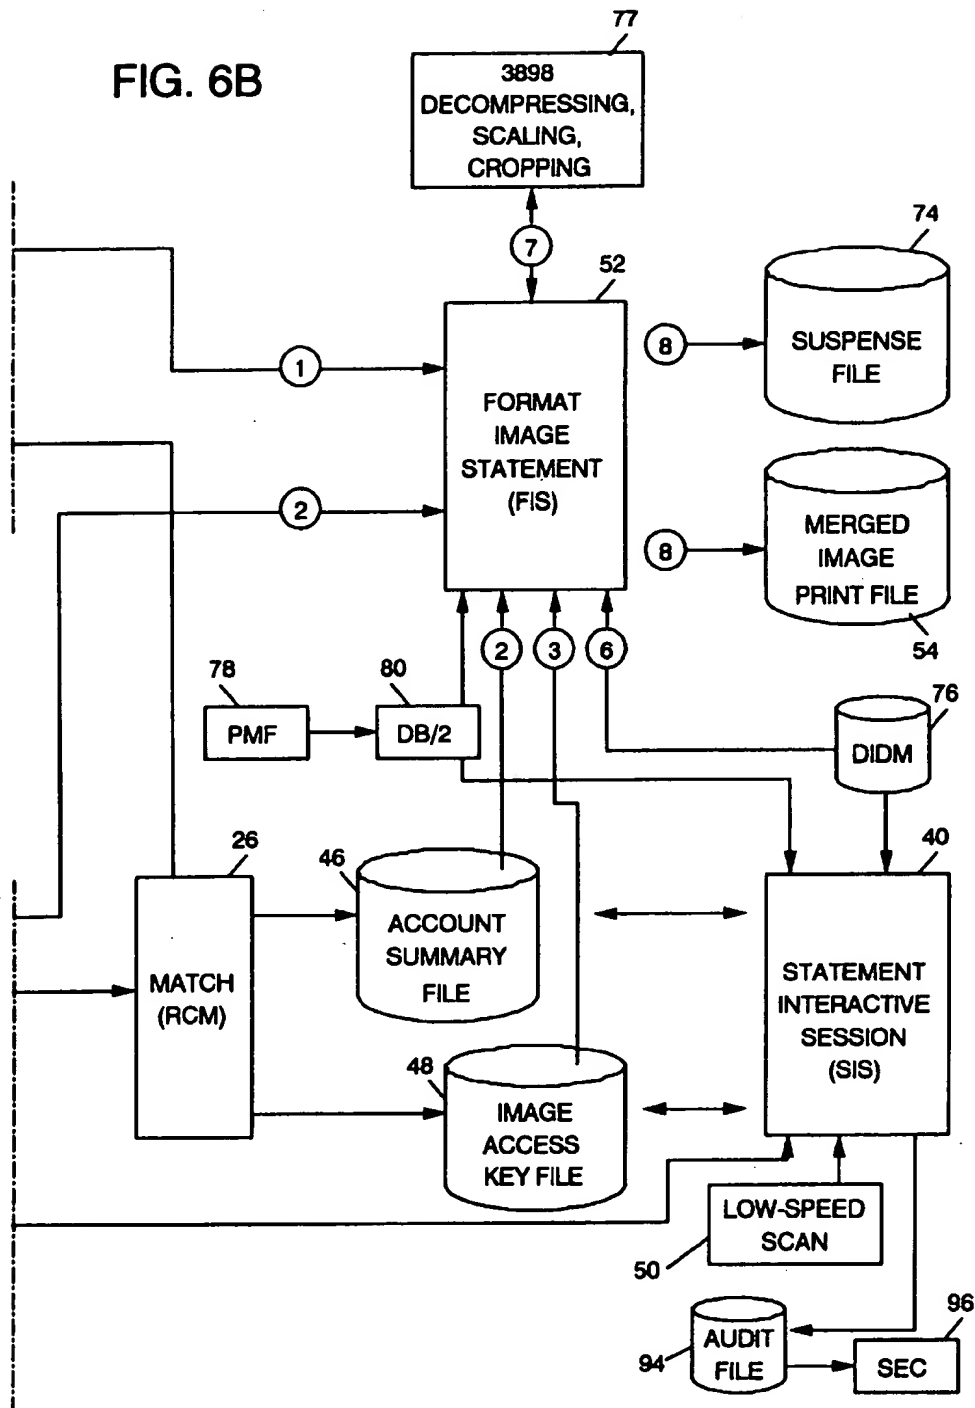 FIG. 6B
77
3898
DECOMPRESSING,
SCALING,
CROPPING
7
52
74
SUSPENSE
FILE
8
1
FORMAT
IMAGE
STATEMENT
(FIS)
2
8
MERGED
IMAGE
PRINT FILE
54
2
3
6
78
PMF
80
DB/2
76
DIDM
26
MATCH
(RCM)
46
ACCOUNT
SUMMARY
FILE
40
STATEMENT
INTERACTIVE
SESSION
(SIS)
48
IMAGE
ACCESS
KEY FILE
LOW-SPEED
SCAN
50
AUDIT
FILE
94
96
SEC